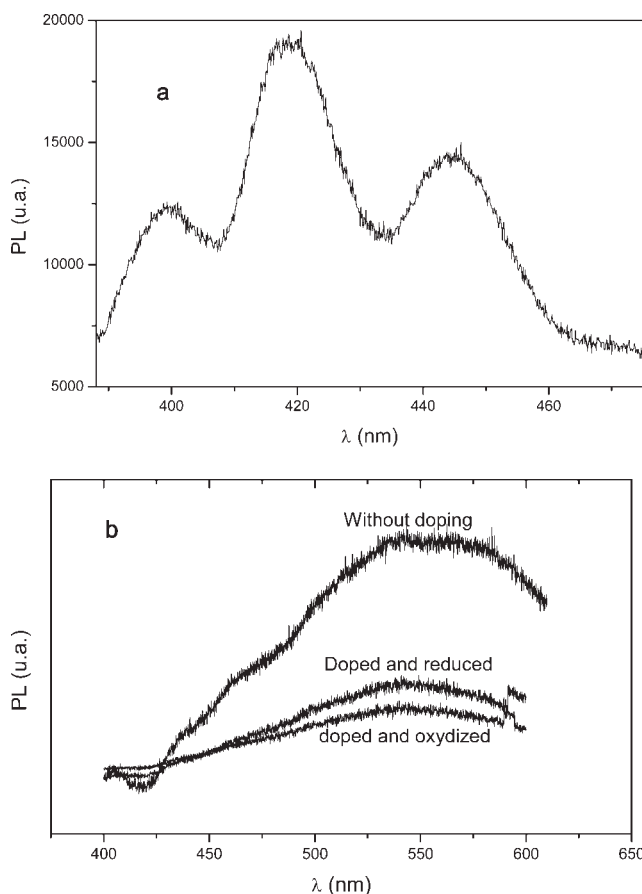 20000
a
15000
PL (u.a.)
10000
5000
400 420 440 460
λ (nm)
b
Without doping
Doped and reduced
PL (u.a.)
doped and oxydized
400 450 500 550 600 650
λ (nm)